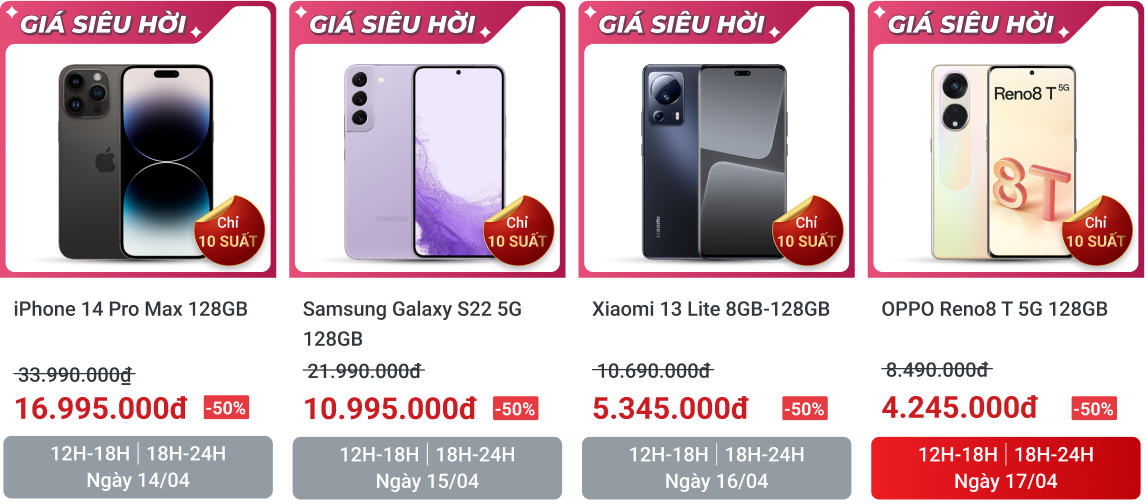 GIÁ SIÊU HỜI
Chỉ
10 SUẤT
iPhone 14 Pro Max 128GB
33.990.000₫
16.995.000đ -50%
12H-18H | 18H-24H
Ngày 14/04
GIÁ SIÊU HỜI
SAMSUNG
Chỉ
10 SUẤT
Samsung Galaxy S22 5G
128GB
21.990.000đ
10.995.000đ -50%
12H-18H | 18H-24H
Ngày 15/04
GIÁ SIÊU HỜI
xiaomi
Chỉ
10 SUẤT
Xiaomi 13 Lite 8GB-128GB
10.690.000đ
5.345.000đ -50%
12H-18H | 18H-24H
Ngày 16/04
GIÁ SIÊU HỜI
Reno8 T 5G
8T
Chỉ
10 SUẤT
OPPO Reno8 T 5G 128GB
8.490.000đ
4.245.000đ -50%
12H-18H | 18H-24H
Ngày 17/04